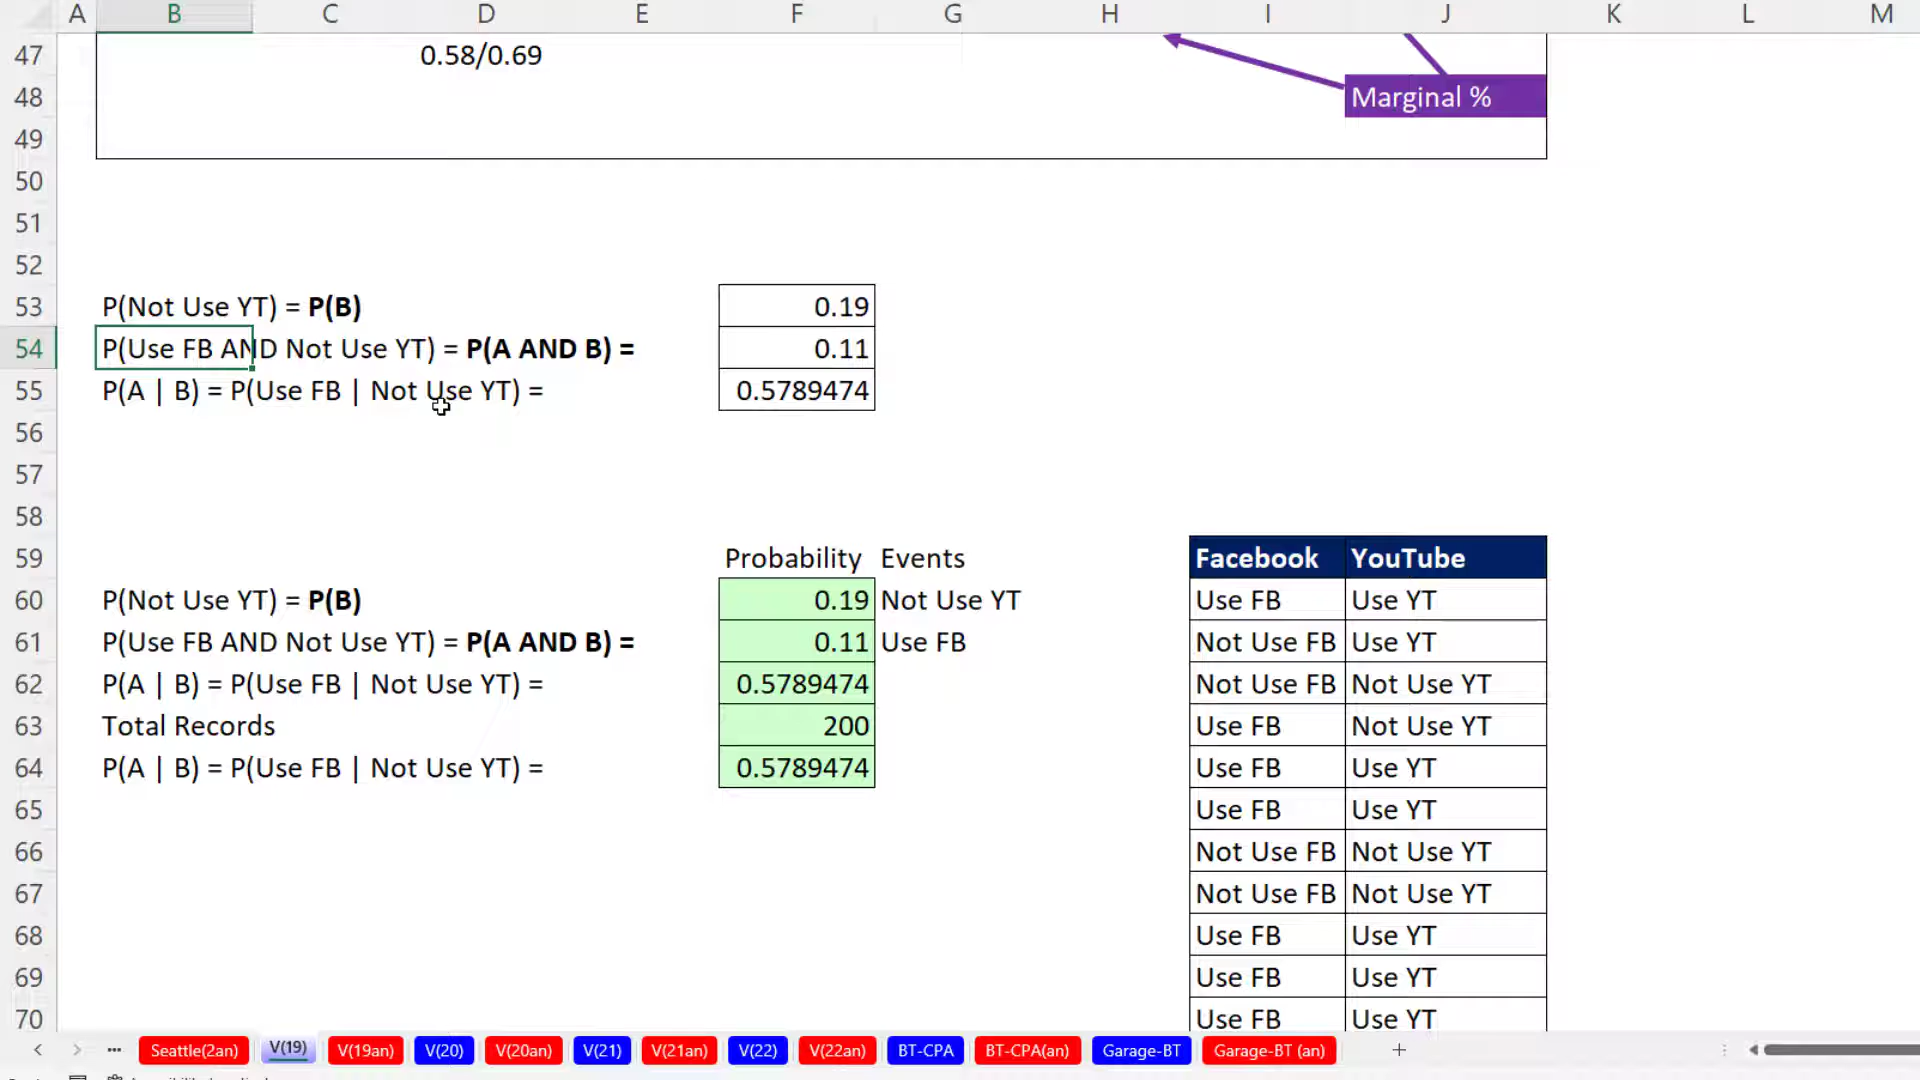 A B C D E F G H I J K L M
47 0.58/0.69
48 Marginal %
49
50
51
52
53 P(Not Use YT) = P(B) 0.19
54 P(Use FB AND Not Use YT) = P(A AND B) = 0.11
55 P(A | B) = P(Use FB | Not Use YT) = 0.5789474
56
57
58
59 Probability Events Facebook YouTube
60 P(Not Use YT) = P(B) 0.19 Not Use YT Use FB Use YT
61 P(Use FB AND Not Use YT) = P(A AND B) = 0.11 Use FB Not Use FB Use YT
62 P(A | B) = P(Use FB | Not Use YT) = 0.5789474 Not Use FB Not Use YT
63 Total Records 200 Use FB Not Use YT
64 P(A | B) = P(Use FB | Not Use YT) = 0.5789474 Use FB Use YT
65 Use FB Use YT
66 Not Use FB Not Use YT
67 Not Use FB Not Use YT
68 Use FB Use YT
69 Use FB Use YT
70 Use FB Use YT
... Seattle(2an) V(19) V(19an) V(20) V(20an) V(21) V(21an) V(22) V(22an) BT-CPA BT-CPA(an) Garage-BT Garage-BT (an) +